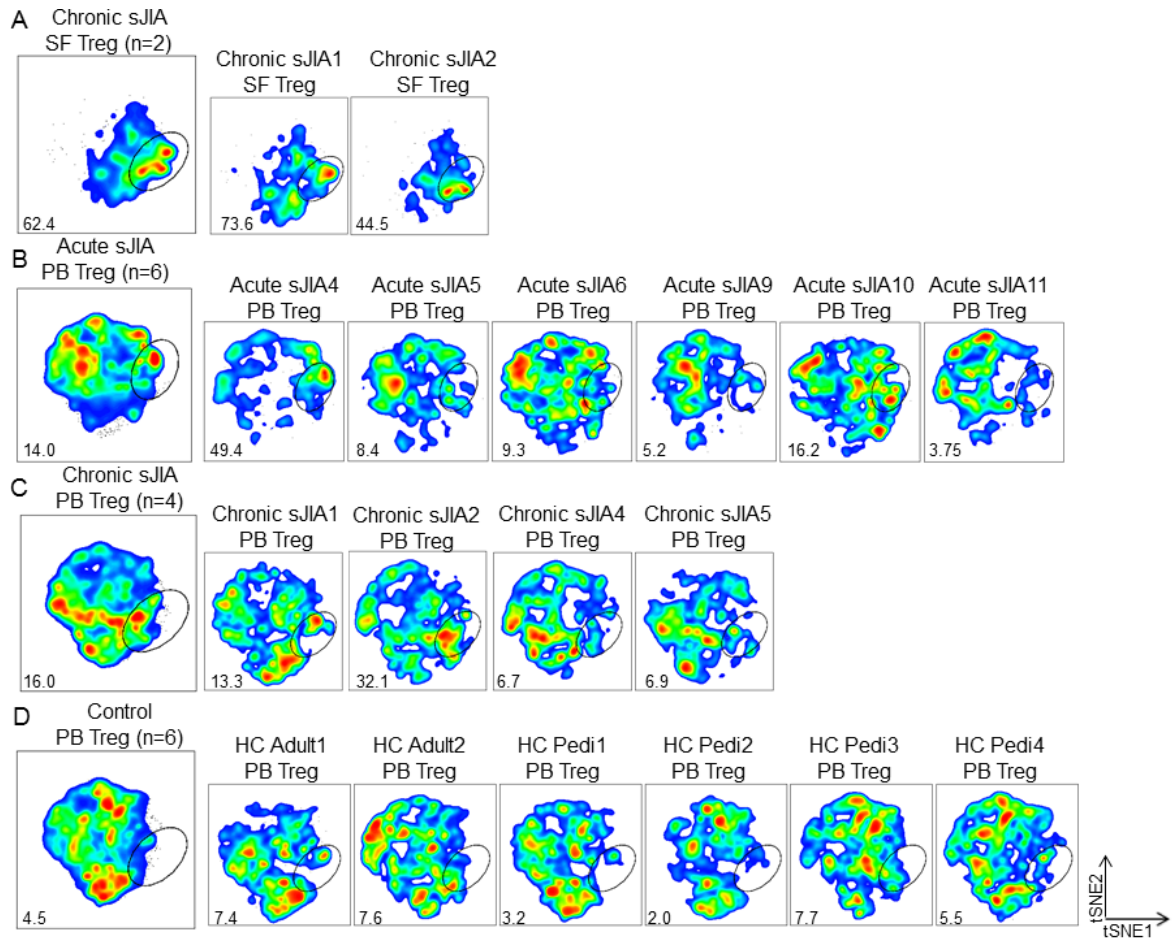 A
Chronic sJIA
SF Treg (n=2)
Chronic sJIA1
SF Treg
Chronic sJIA2
SF Treg
62.4
73.6
44.5
B
Acute sJIA
PB Treg (n=6)
Acute sJIA4
PB Treg
Acute sJIA5
PB Treg
Acute sJIA6
PB Treg
Acute sJIA9
PB Treg
Acute sJIA10
PB Treg
Acute sJIA11
PB Treg
14.0
49.4
8.4
9.3
5.2
16.2
3.75
C
Chronic sJIA
PB Treg (n=4)
Chronic sJIA1
PB Treg
Chronic sJIA2
PB Treg
Chronic sJIA4
PB Treg
Chronic sJIA5
PB Treg
16.0
13.3
32.1
6.7
6.9
D
Control
PB Treg (n=6)
HC Adult1
PB Treg
HC Adult2
PB Treg
HC Pedi1
PB Treg
HC Pedi2
PB Treg
HC Pedi3
PB Treg
HC Pedi4
PB Treg
4.5
7.4
7.6
3.2
2.0
7.7
5.5
tSNE2
tSNE1